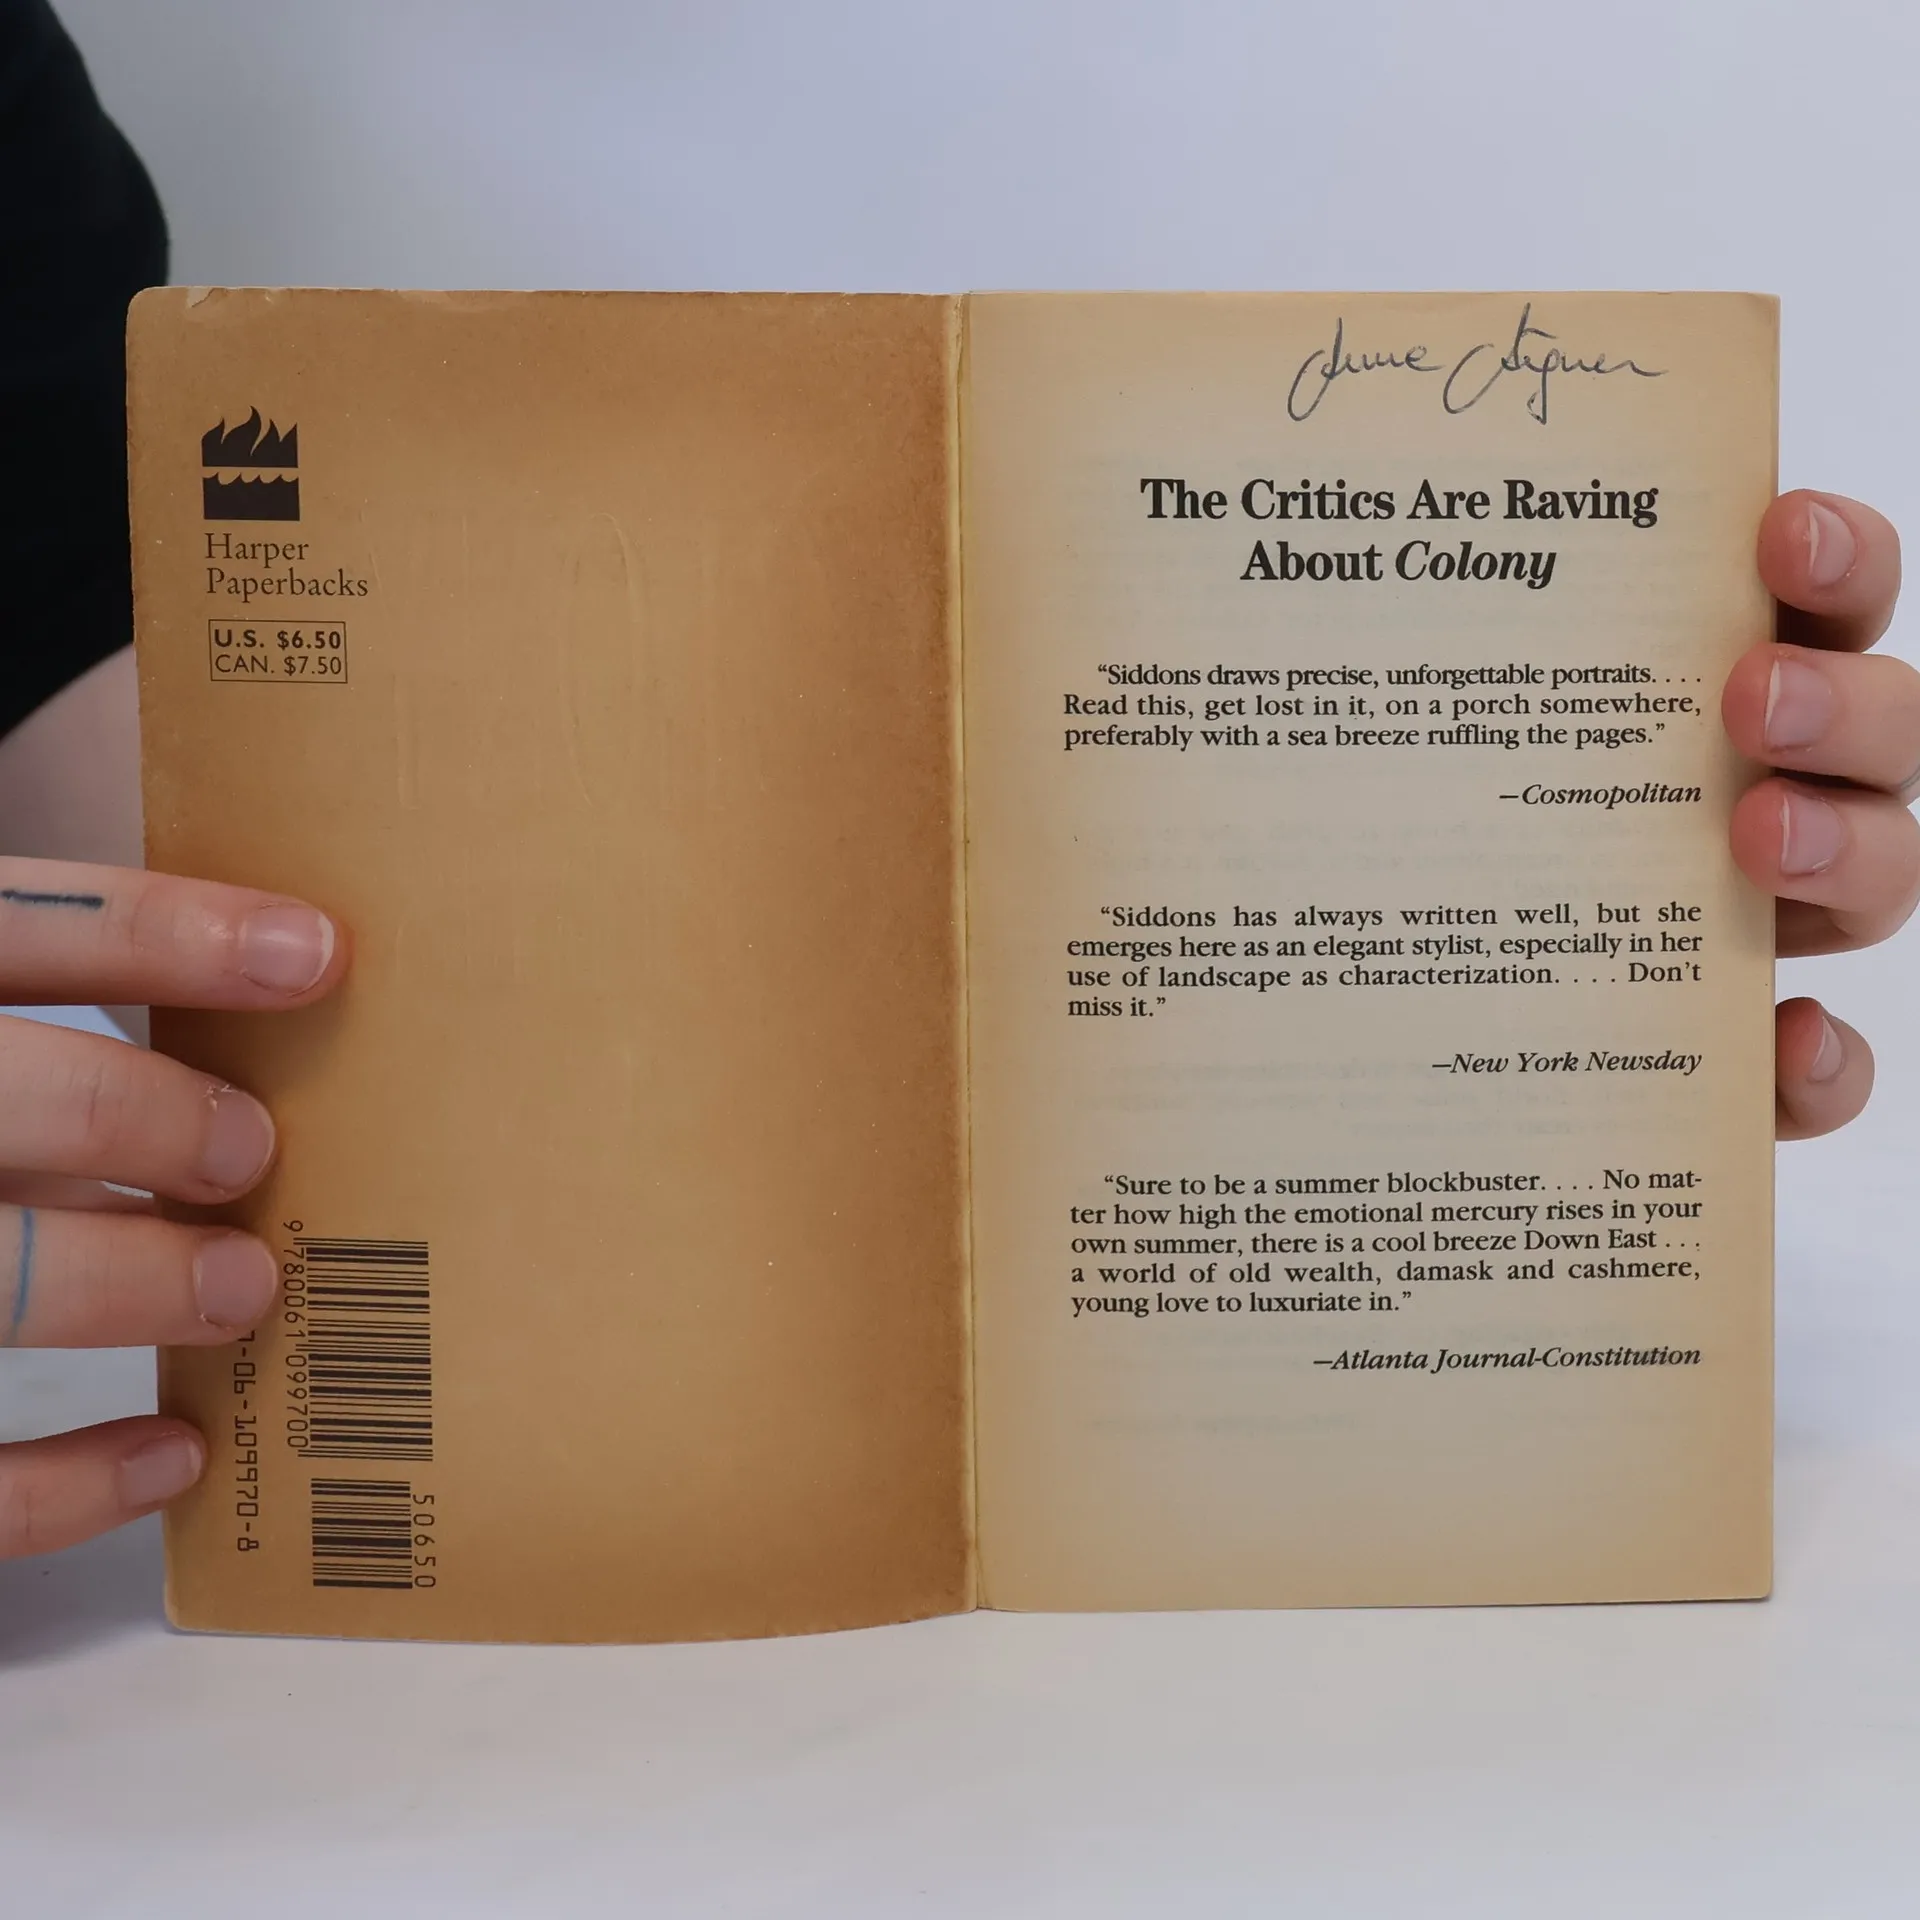 Harper
Paperbacks
U.S. $6.50
CAN. $7.50
9 780061 099700
-06-109970-8
50650
The Critics Are Raving
About Colony
“Siddons draws precise, unforgettable portraits. . . .
Read this, get lost in it, on a porch somewhere,
preferably with a sea breeze ruffling the pages.”
—Cosmopolitan
“Siddons has always written well, but she
emerges here as an elegant stylist, especially in her
use of landscape as characterization. . . . Don’t
miss it.”
—New York Newsday
“Sure to be a summer blockbuster. . . . No mat-
ter how high the emotional mercury rises in your
own summer, there is a cool breeze Down East . . .
a world of old wealth, damask and cashmere,
young love to luxuriate in.”
—Atlanta Journal-Constitution